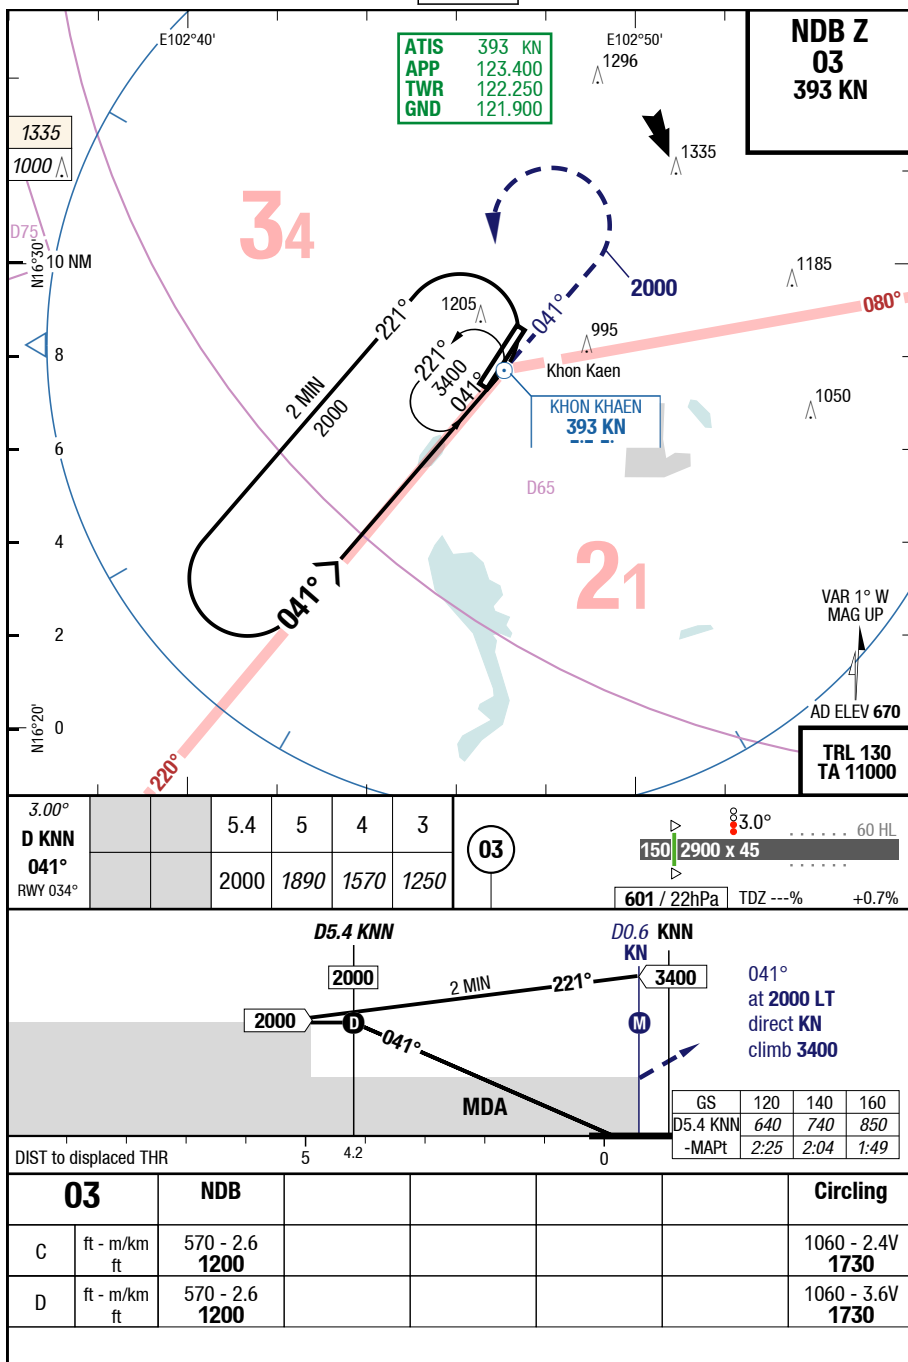 E102°40'
E102°50'
ATIS 393 KN
APP 123.400
TWR 122.250
GND 121.900
NDB Z
03
393 KN
1296
1335
1000
1335
D75
34
N16°30'
10 NM
1185
2000
080°
041°
221°
1205
995
221°
3400
041°
Khon Kaen
8
2 MIN
2000
KHON KHAEN
393 KN
1050
6
D65
4
21
041°
VAR 1° W
MAG UP
2
AD ELEV 670
N16°20'
0
220°
TRL 130
TA 11000
3.00°
D KNN
041°
RWY 034°
5.4 5 4 3
2000 1890 1570 1250
03
3.0°
60 HL
150 2900 x 45
601 / 22hPa TDZ ---% +0.7%
D5.4 KNN
D0.6 KNN
KN
2000
2 MIN
221°
3400
2000
D
041°
M
041°
at 2000 LT
direct KN
climb 3400
MDA
GS 120 140 160
D5.4 KNN 640 740 850
-MAPt 2:25 2:04 1:49
DIST to displaced THR 5 4.2 0
03 NDB Circling
C ft - m/km 570 - 2.6 1060 - 2.4V
ft 1200 1730
D ft - m/km 570 - 2.6 1060 - 3.6V
ft 1200 1730